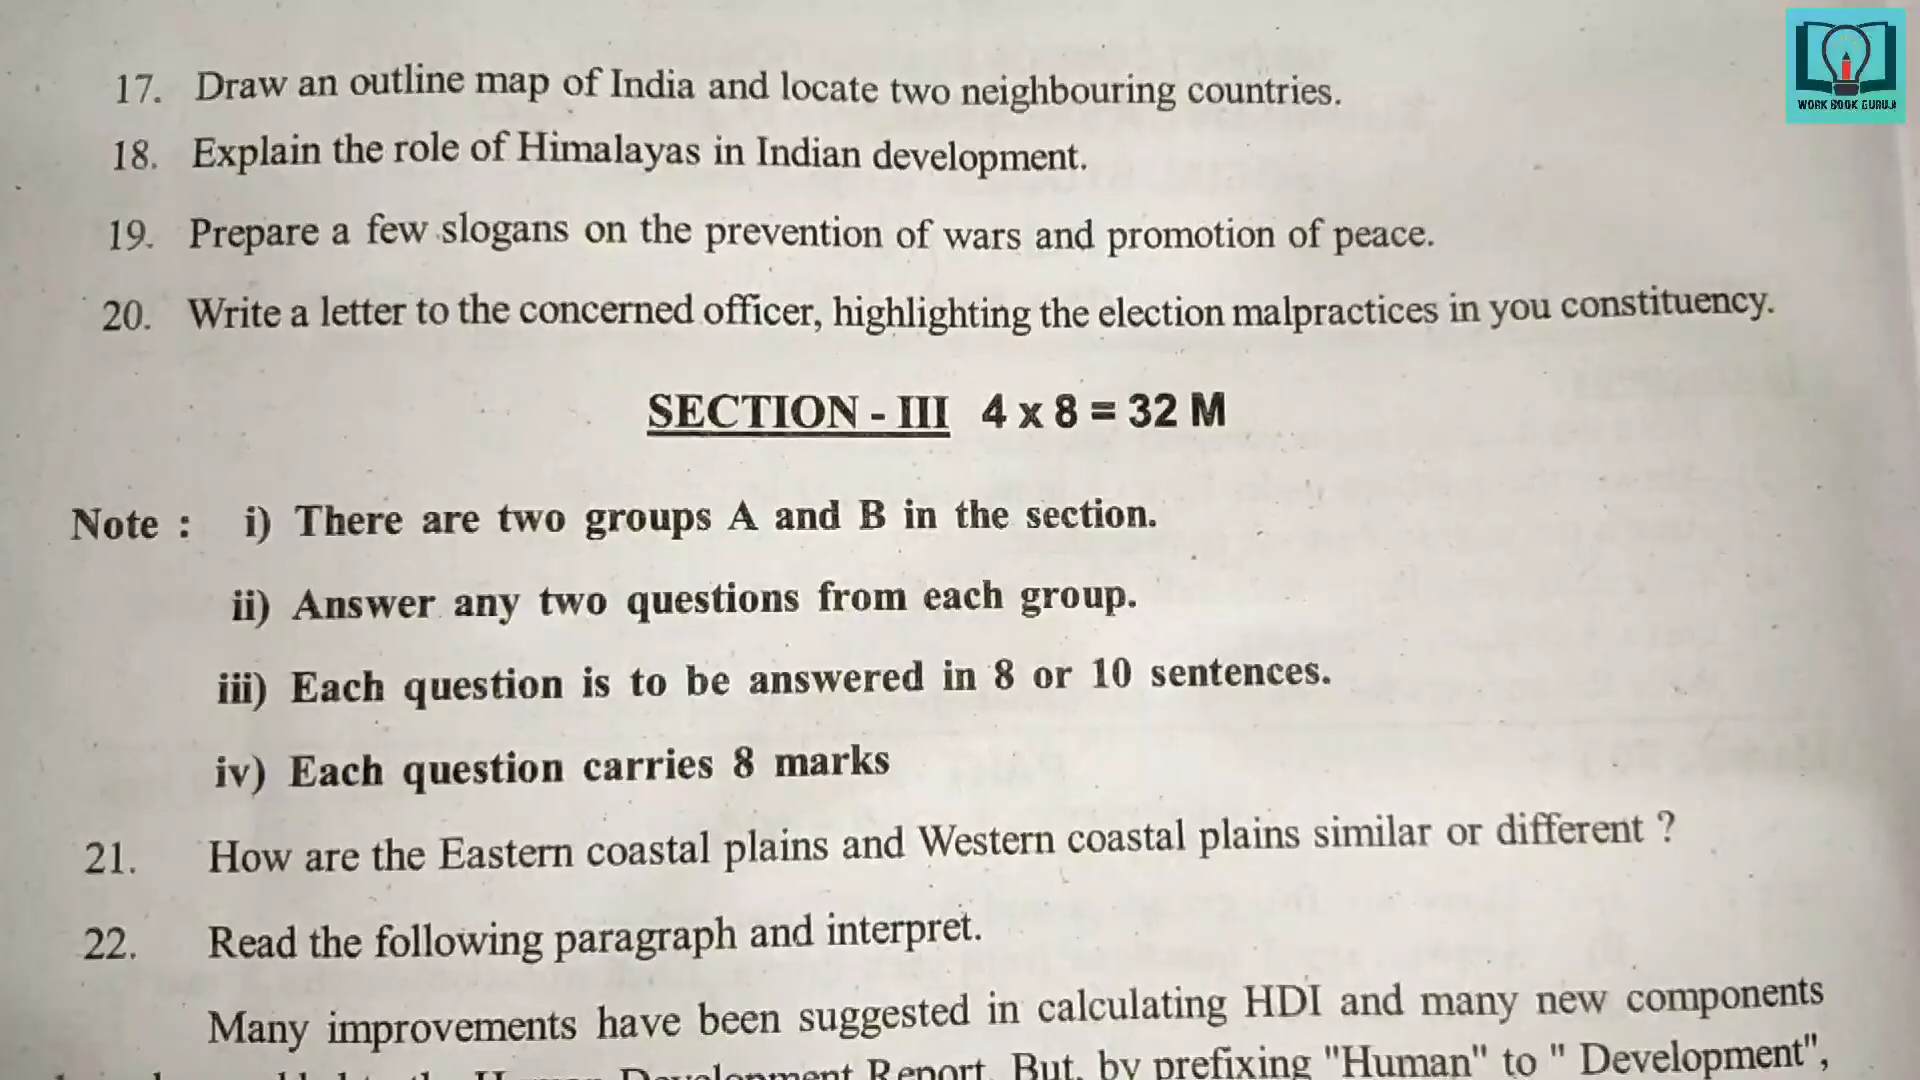 WORK BOOK GURUJI
17. Draw an outline map of India and locate two neighbouring countries.
18. Explain the role of Himalayas in Indian development.
19. Prepare a few slogans on the prevention of wars and promotion of peace.
20. Write a letter to the concerned officer, highlighting the election malpractices in you constituency.
SECTION - III 4 x 8 = 32 M
Note : i) There are two groups A and B in the section.
ii) Answer any two questions from each group.
iii) Each question is to be answered in 8 or 10 sentences.
iv) Each question carries 8 marks
21. How are the Eastern coastal plains and Western coastal plains similar or different ?
22. Read the following paragraph and interpret.
Many improvements have been suggested in calculating HDI and many new components
Human Development Report. But, by prefixing "Human" to " Development",